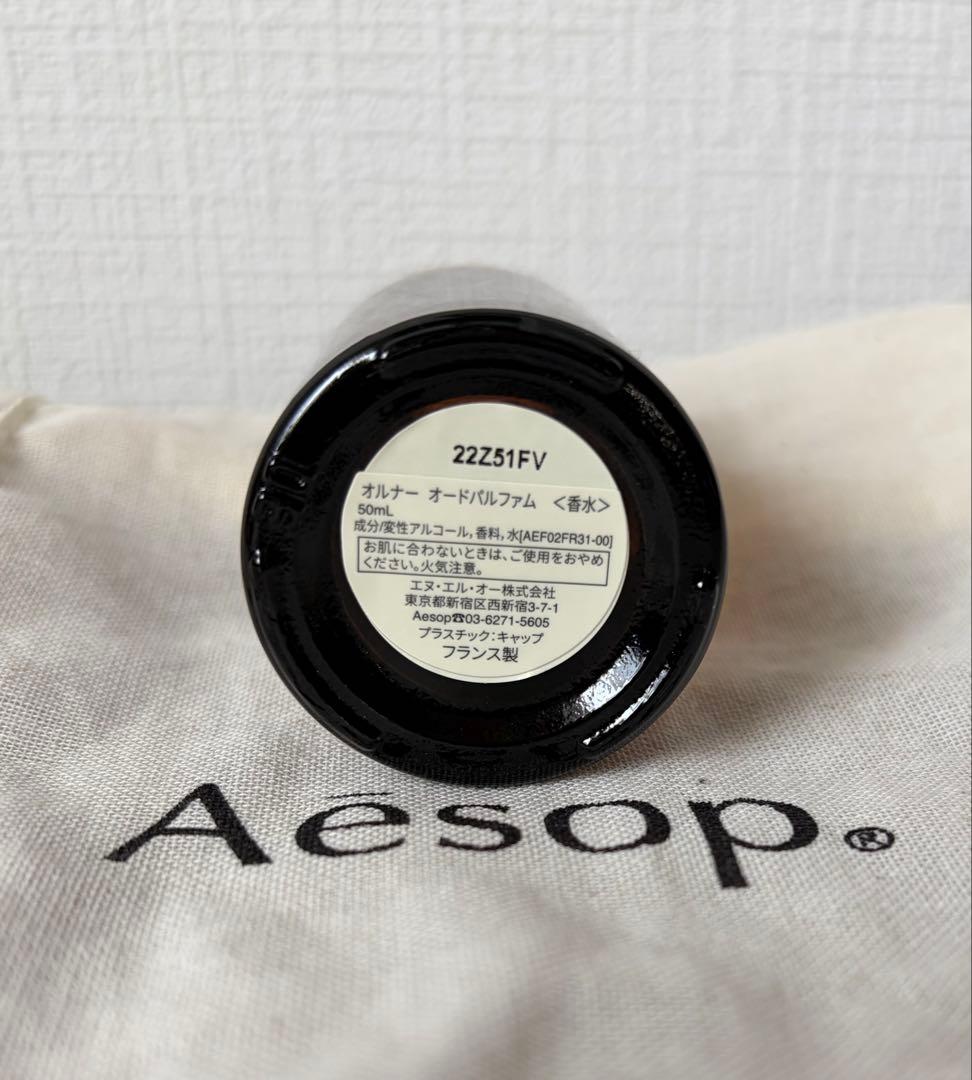 22Z51FV
オルナー オードパルファム <香水>
50mL
成分/変性アルコール,香料,水[AEF02FR31-00]
お肌に合わないときは、ご使用をおやめ
ください。火気注意。
エヌ・エル・オー株式会社
東京都新宿区西新宿3-7-1
Aesop☎03-6271-5605
プラスチック:キャップ
フランス製
Aēsop.®